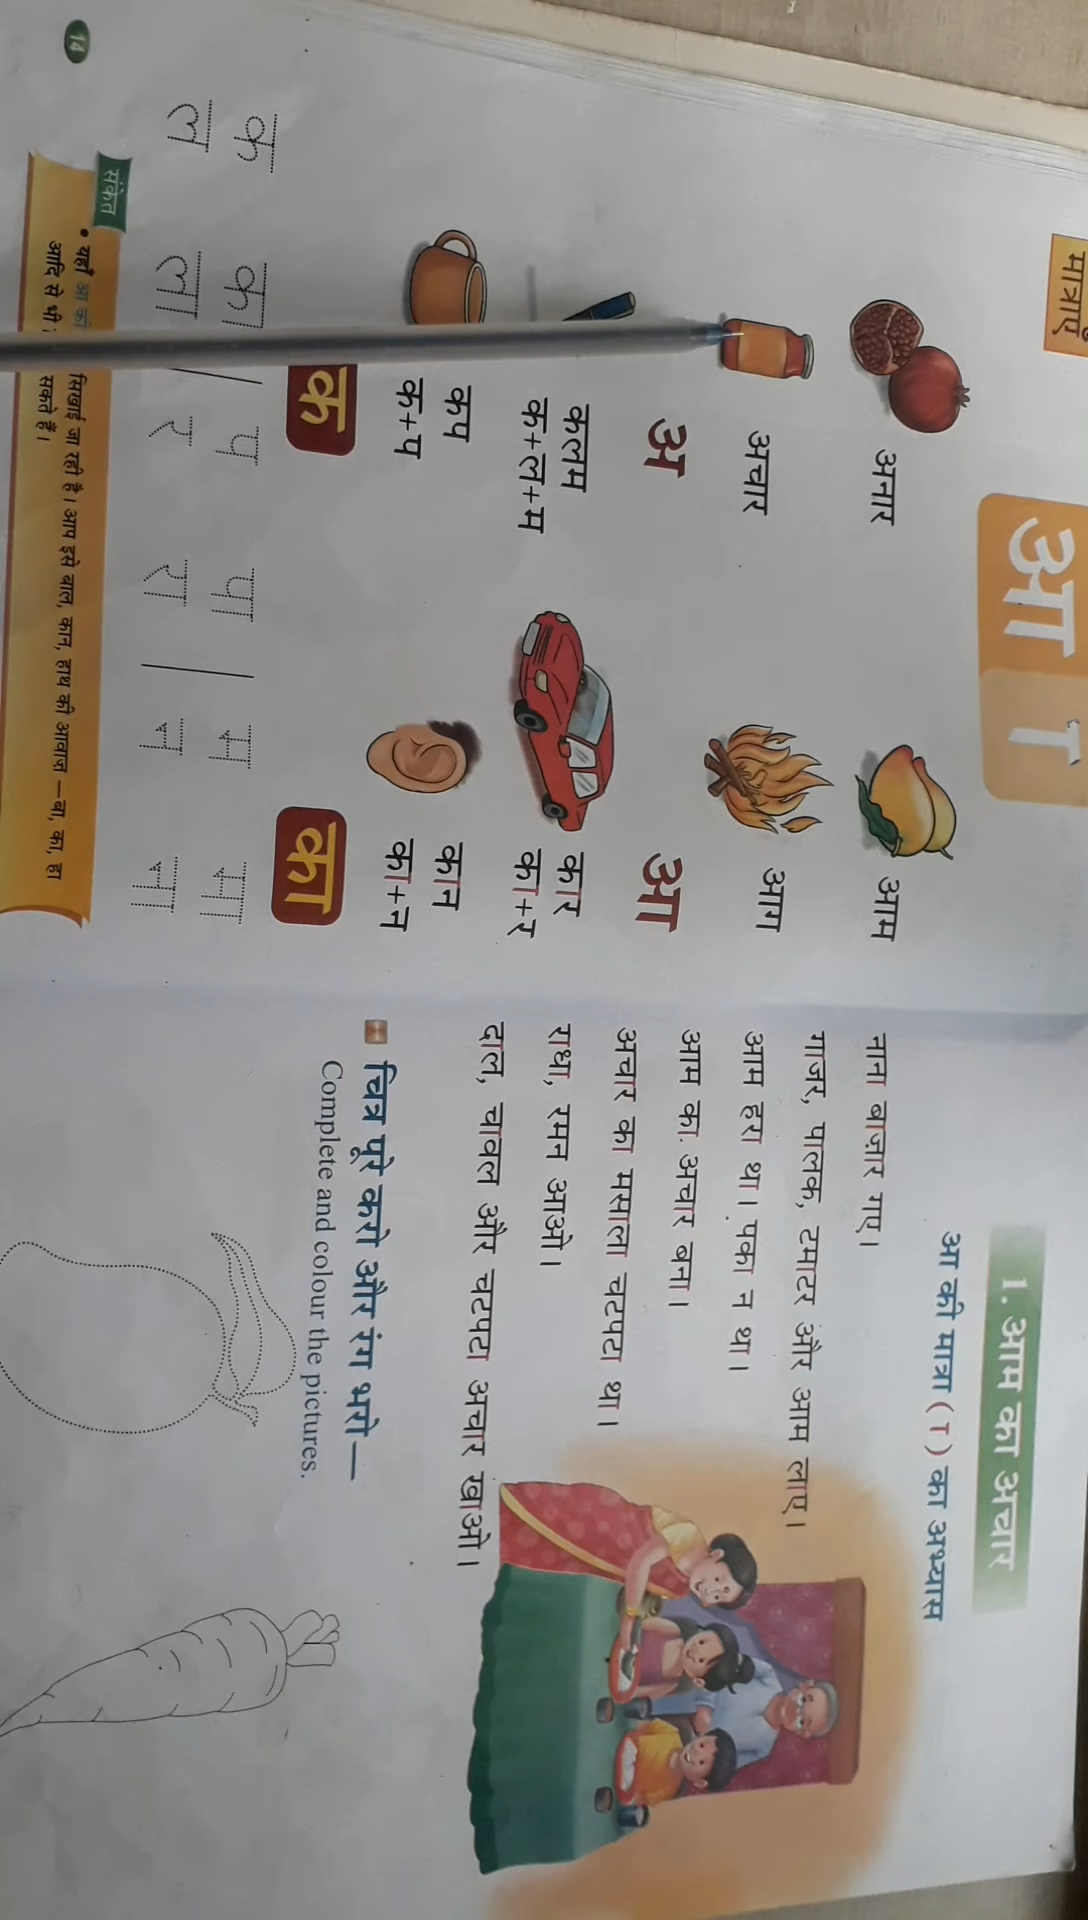 मात्राएँ
आ ा
अनार
आम
अचार
आग
अ
आ
कलम
क+ल+म
कार
का+र
कप
क+प
कान
का+न
क
का
क का
प पा
म मा
ल ला
र रा
न ना
संकेत
• यहाँ आ की सिखाई जा रही है। आप इसे बाल, कान, हाथ की आवाज़ —बा, का, हा
आदि से भी सकते हैं।
14
1. आम का अचार
आ की मात्रा (ा) का अभ्यास
नाना बाज़ार गए।
गाजर, पालक, टमाटर और आम लाए।
आम हरा था। पका न था।
आम का अचार बना।
अचार का मसाला चटपटा था।
राधा, रमन आओ।
दाल, चावल और चटपटा अचार खाओ।
चित्र पूरे करो और रंग भरो—
Complete and colour the pictures.